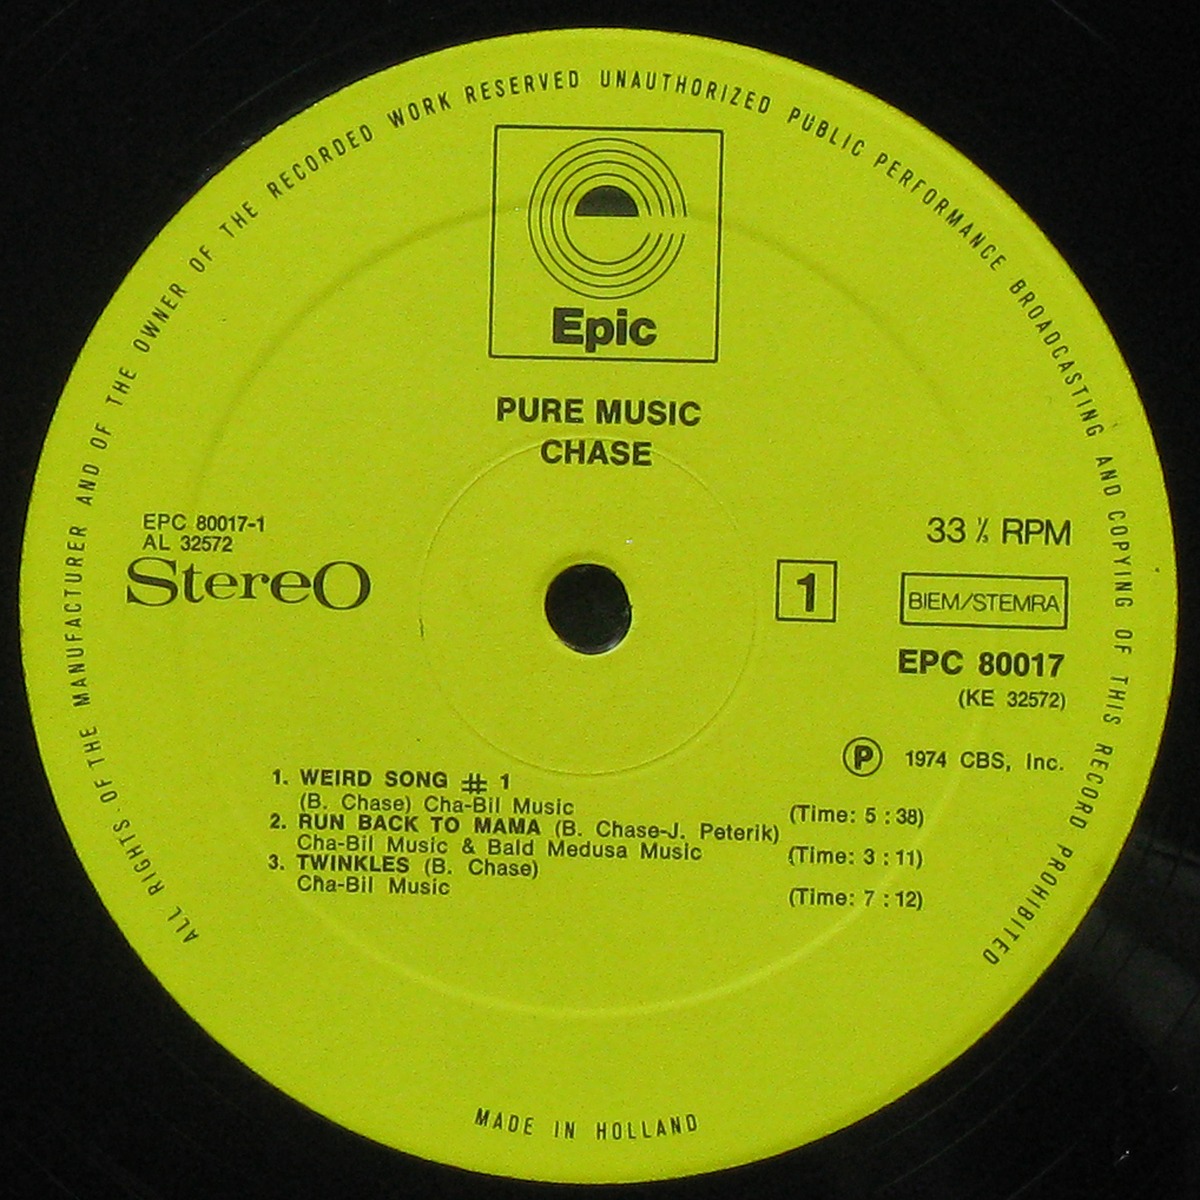 ALL RIGHTS OF THE MANUFACTURER AND OF THE OWNER OF THE RECORDED WORK RESERVED UNAUTHORIZED PUBLIC PERFORMANCE BROADCASTING AND COPYING OF THIS RECORD PROHIBITED
Epic
PURE MUSIC
CHASE
EPC 80017-1
AL 32572
Stereo
33 ⅓ RPM
1
BIEM/STEMRA
EPC 80017
(KE 32572)
Ⓟ 1974 CBS, Inc.
1. WEIRD SONG # 1
(B. Chase) Cha-Bil Music (Time: 5 : 38)
2. RUN BACK TO MAMA (B. Chase-J. Peterik)
Cha-Bil Music & Bald Medusa Music (Time: 3 : 11)
3. TWINKLES (B. Chase)
Cha-Bil Music (Time: 7 : 12)
MADE IN HOLLAND